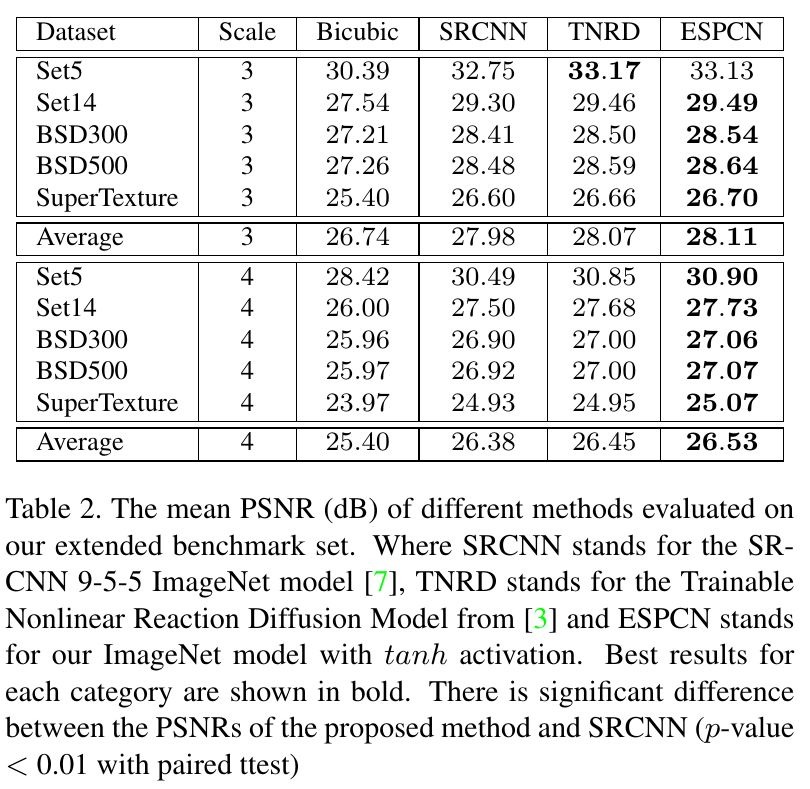 Dataset Scale Bicubic SRCNN TNRD ESPCN
Set5 3 30.39 32.75 33.17 33.13
Set14 3 27.54 29.30 29.46 29.49
BSD300 3 27.21 28.41 28.50 28.54
BSD500 3 27.26 28.48 28.59 28.64
SuperTexture 3 25.40 26.60 26.66 26.70
Average 3 26.74 27.98 28.07 28.11
Set5 4 28.42 30.49 30.85 30.90
Set14 4 26.00 27.50 27.68 27.73
BSD300 4 25.96 26.90 27.00 27.06
BSD500 4 25.97 26.92 27.00 27.07
SuperTexture 4 23.97 24.93 24.95 25.07
Average 4 25.40 26.38 26.45 26.53
Table 2. The mean PSNR (dB) of different methods evaluated on
our extended benchmark set. Where SRCNN stands for the SR-
CNN 9-5-5 ImageNet model [7], TNRD stands for the Trainable
Nonlinear Reaction Diffusion Model from [3] and ESPCN stands
for our ImageNet model with tanh activation. Best results for
each category are shown in bold. There is significant difference
between the PSNRs of the proposed method and SRCNN (p-value
< 0.01 with paired ttest)